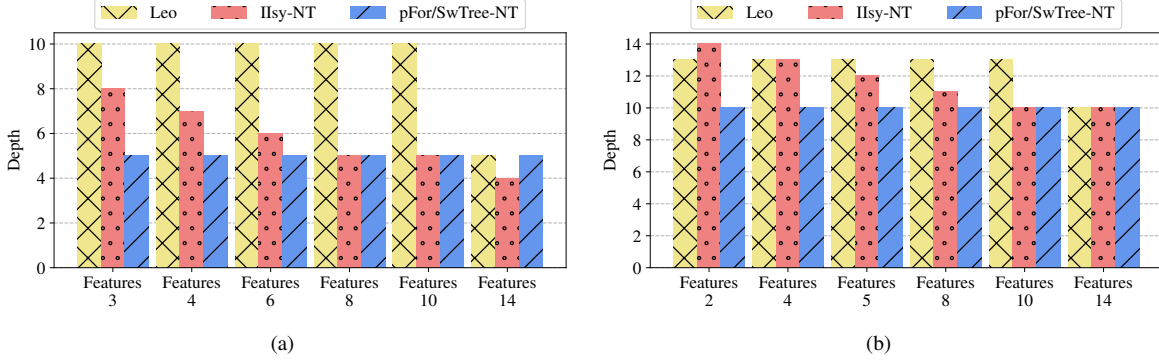 Leo IIsy-NT pFor/SwTree-NT
Depth
10
8
6
4
2
0
Features Features Features Features Features Features
3 4 6 8 10 14
(a)
Leo IIsy-NT pFor/SwTree-NT
Depth
14
12
10
8
6
4
2
0
Features Features Features Features Features Features
2 4 5 8 10 14
(b)